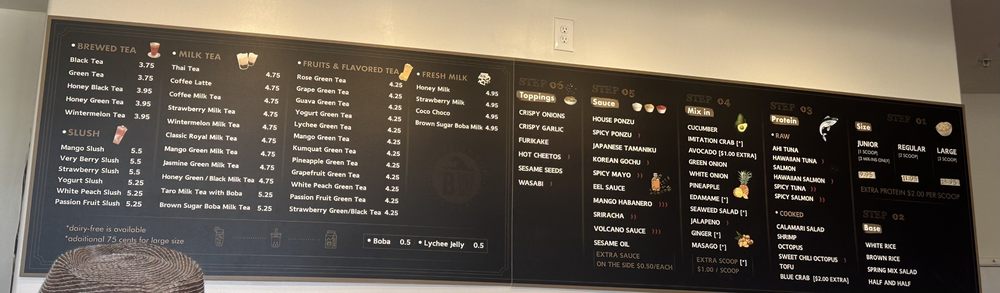 • BREWED TEA
Black Tea 3.75
Green Tea 3.75
Honey Black Tea 3.95
Honey Green Tea 3.95
Wintermelon Tea 3.95
• SLUSH
Mango Slush 5.5
Very Berry Slush 5.5
Strawberry Slush 5.5
Yogurt Slush 5.25
White Peach Slush 5.25
Passion Fruit Slush 5.25
*dairy-free is available
*additional 75 cents for large size
• MILK TEA
Thai Tea 4.75
Coffee Latte 4.75
Coffee Milk Tea 4.75
Strawberry Milk Tea 4.75
Wintermelon Milk Tea 4.75
Classic Royal Milk Tea 4.75
Mango Green Milk Tea 4.75
Jasmine Green Milk Tea 4.75
Honey Green / Black Milk Tea 4.75
Taro Milk Tea with Boba 5.25
Brown Sugar Boba Milk Tea 5.25
• FRUITS & FLAVORED TEA
Rose Green Tea 4.25
Grape Green Tea 4.25
Guava Green Tea 4.25
Yogurt Green Tea 4.25
Lychee Green Tea 4.25
Mango Green Tea 4.25
Kumquat Green Tea 4.25
Pineapple Green Tea 4.25
Grapefruit Green Tea 4.25
White Peach Green Tea 4.25
Passion Fruit Green Tea 4.25
Strawberry Green/Black Tea 4.25
• Boba 0.5 • Lychee Jelly 0.5
• FRESH MILK
Honey Milk 4.95
Strawberry Milk 4.95
Coco Choco 4.95
Brown Sugar Boba Milk 4.95
STEP 06
Toppings
CRISPY ONIONS
CRISPY GARLIC
FURIKAKE
HOT CHEETOS
SESAME SEEDS
WASABI
STEP 05
Sauce
HOUSE PONZU
SPICY PONZU
JAPANESE TAMANIKU
KOREAN GOCHU
SPICY MAYO
EEL SAUCE
MANGO HABANERO
SRIRACHA
VOLCANO SAUCE
SESAME OIL
EXTRA SAUCE
ON THE SIDE $0.50/EACH
STEP 04
Mix in
CUCUMBER
IMITATION CRAB [*]
AVOCADO [$1.00 EXTRA]
GREEN ONION
WHITE ONION
PINEAPPLE
EDAMAME [*]
SEAWEED SALAD [*]
JALAPENO
GINGER [*]
MASAGO [*]
EXTRA SCOOP [*]
$1.00 / SCOOP
STEP 03
Protein
• RAW
AHI TUNA
HAWAIIAN TUNA
SALMON
HAWAIIAN SALMON
SPICY TUNA
SPICY SALMON
• COOKED
CALAMARI SALAD
SHRIMP
OCTOPUS
SWEET CHILI OCTOPUS
TOFU
BLUE CRAB [$2.00 EXTRA]
STEP 01
Size
JUNIOR REGULAR LARGE
EXTRA PROTEIN $2.00 PER SCOOP
STEP 02
Base
WHITE RICE
BROWN RICE
SPRING MIX SALAD
HALF AND HALF